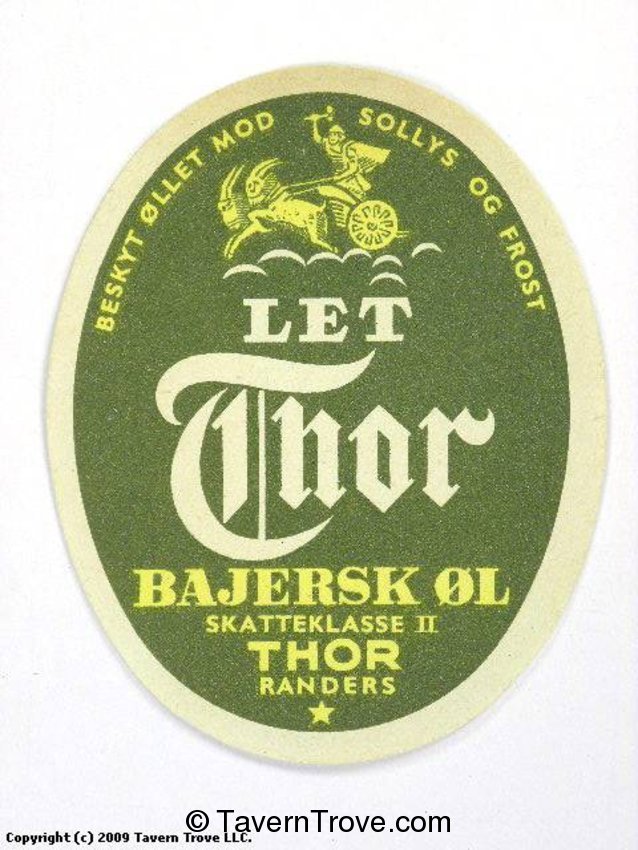 BESKYT ØLLET MOD SOLLYS OG FROST
LET
Thor
BAJERSK ØL
SKATTEKLASSE II
THOR
RANDERS
Copyright (c) 2009 Tavern Trove LLC.
© TavernTrove.com